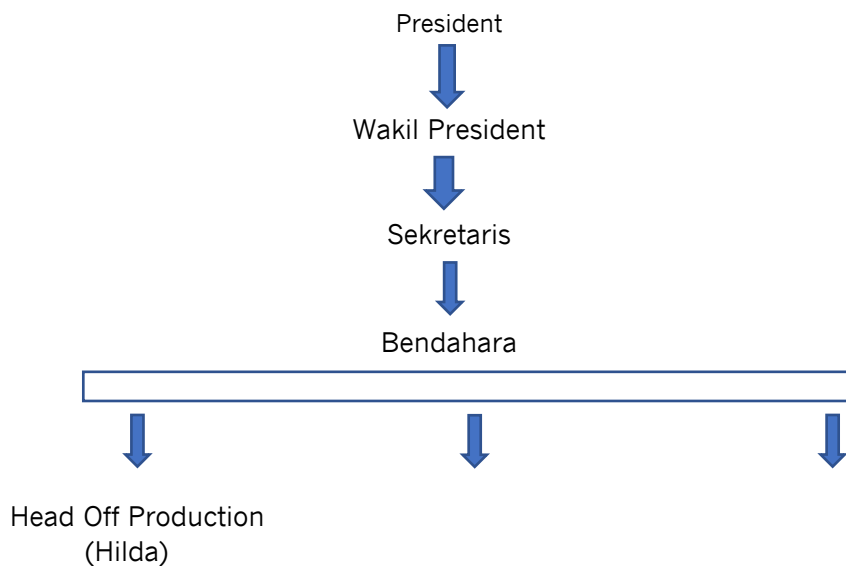 President
Wakil President
Sekretaris
Bendahara
Head Off Production
(Hilda)